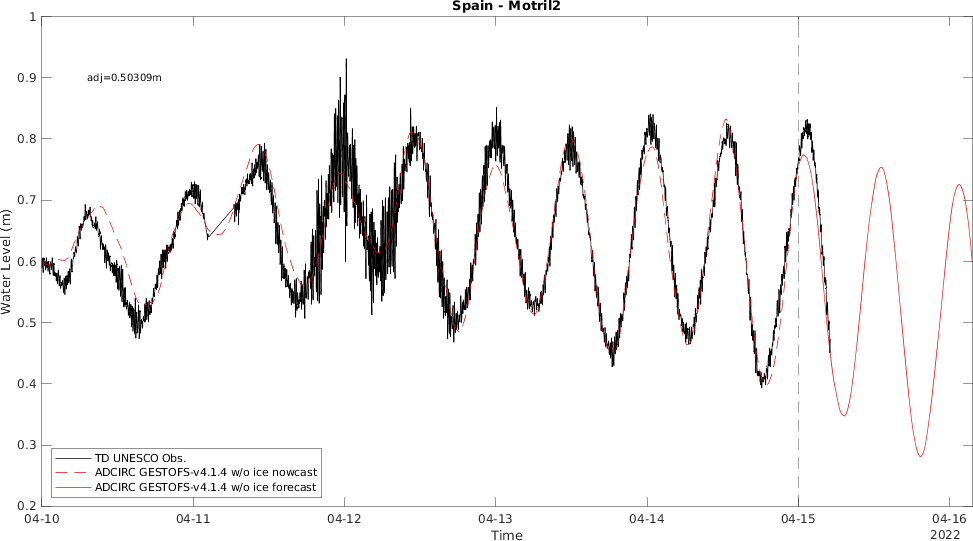 Spain - Motril2
1
0.9
0.8
0.7
0.6
0.5
0.4
0.3
0.2
Water Level (m)
adj=0.50309m
TD UNESCO Obs.
ADCIRC GESTOFS-v4.1.4 w/o ice nowcast
ADCIRC GESTOFS-v4.1.4 w/o ice forecast
04-10 04-11 04-12 04-13 04-14 04-15 04-16
Time
2022